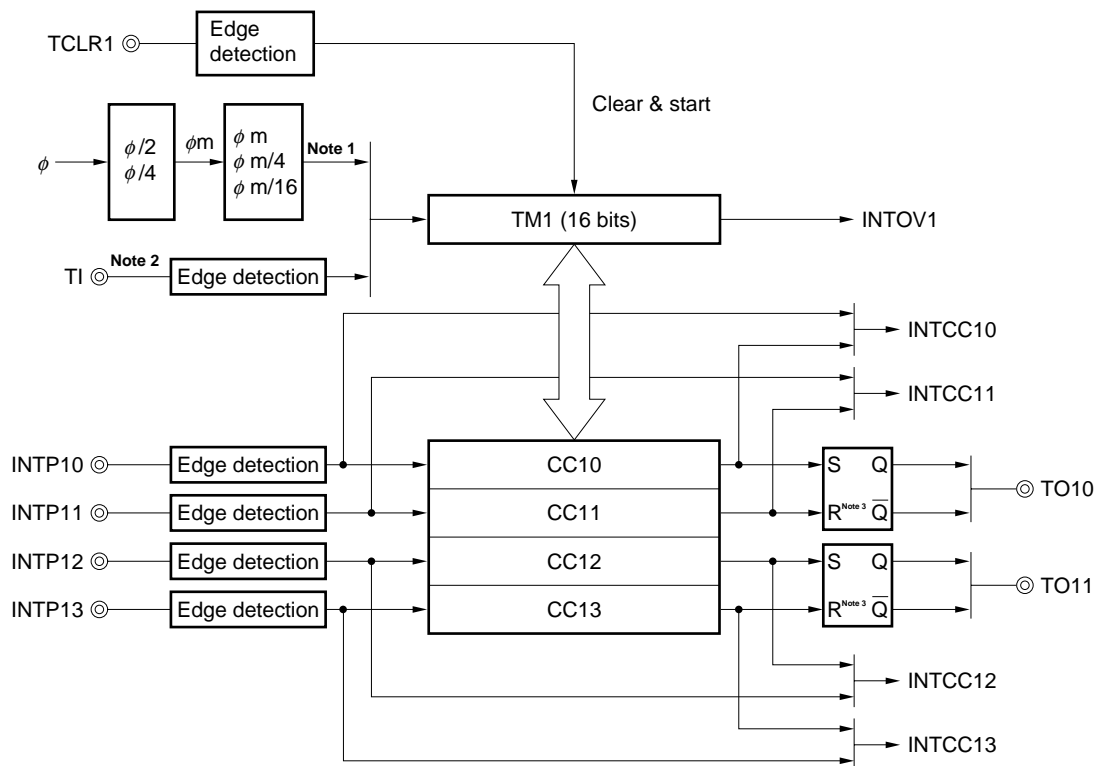 TCLR1
Edge
detection
Clear & start
φ
φ/2
φ/4
φm
φ m
φ m/4
φ m/16
Note 1
TM1 (16 bits)
INTOV1
TI
Note 2
Edge detection
INTCC10
INTCC11
INTP10
Edge detection
CC10
S Q
INTP11
Edge detection
CC11
R Note 3 Q̅
TO10
INTP12
Edge detection
CC12
S Q
INTP13
Edge detection
CC13
R Note 3 Q̅
TO11
INTCC12
INTCC13